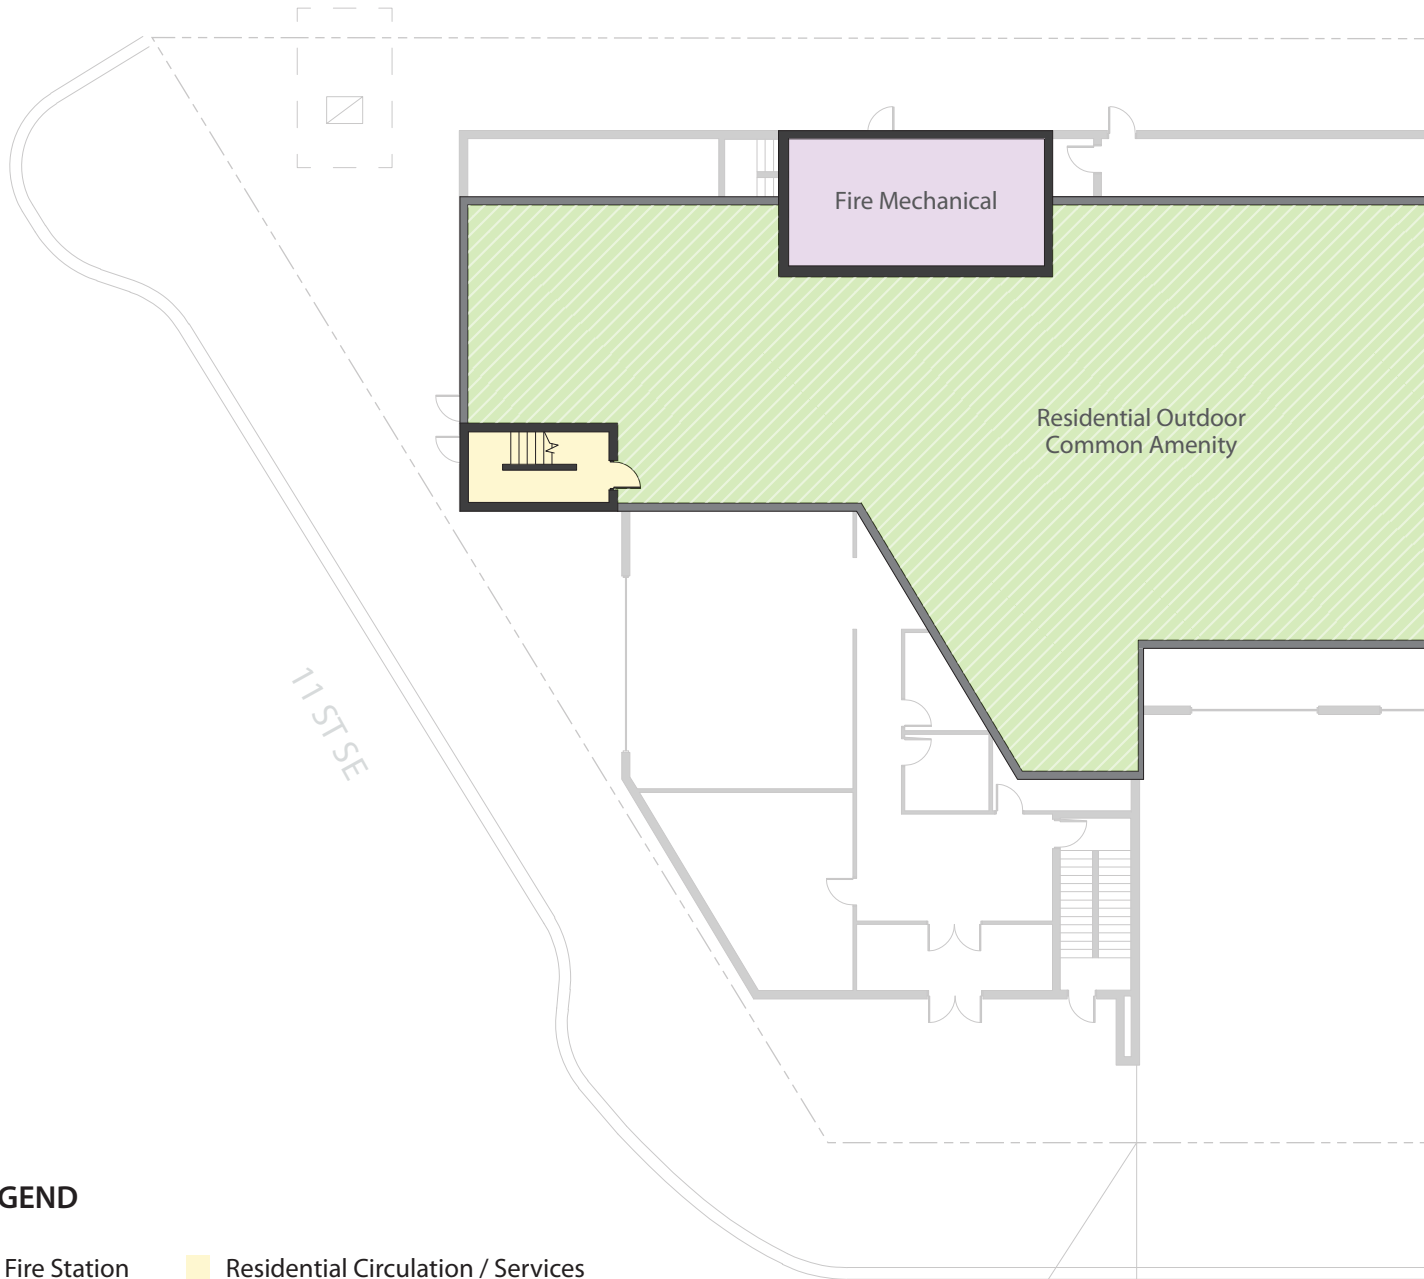 Fire Mechanical
Residential Outdoor
Common Amenity
11 ST SE
GEND
Fire Station
Residential Circulation / Services